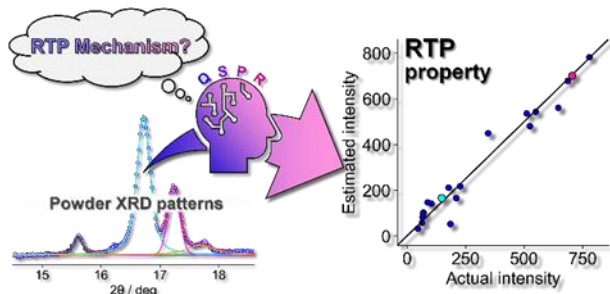 RTP Mechanism?
QSPR
Powder XRD patterns
15 16 17 18
2θ / deg.
RTP
property
Estimated intensity
800
600
400
200
0
0 250 500 750
Actual intensity